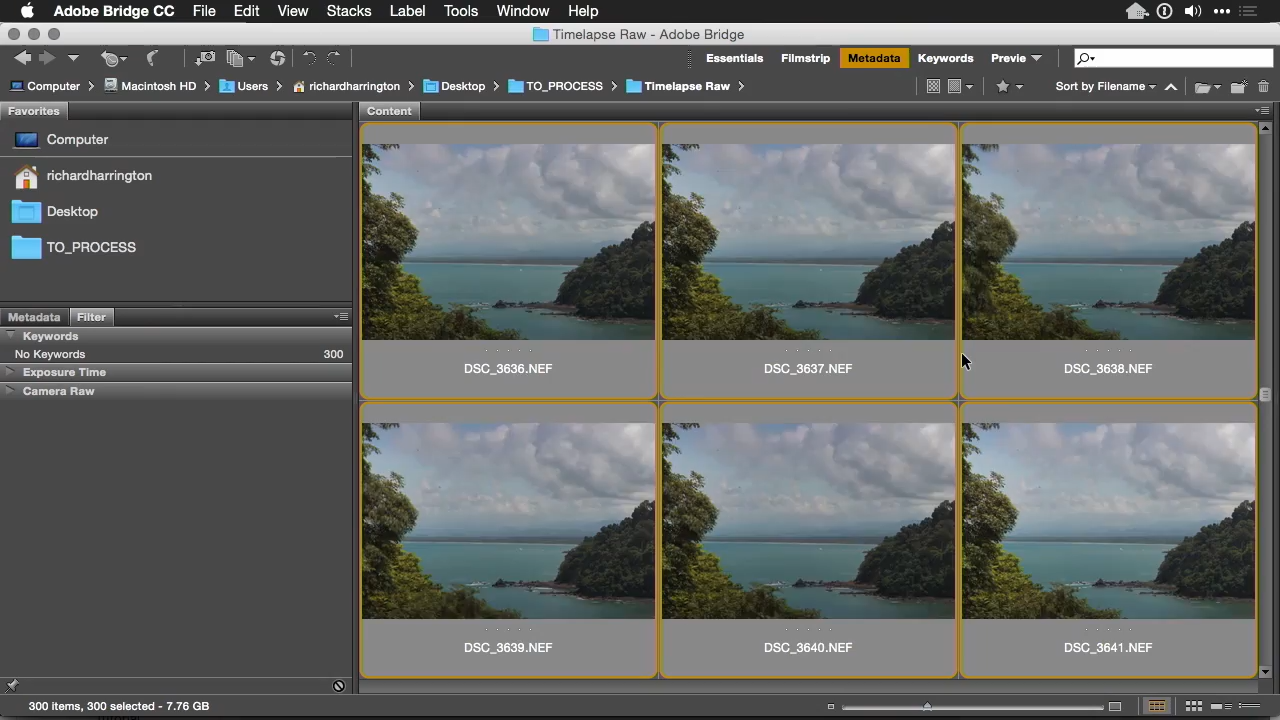 Adobe Bridge CC File Edit View Stacks Label Tools Window Help
Timelapse Raw - Adobe Bridge
Essentials Filmstrip Metadata Keywords Previe
Computer Macintosh HD Users richardharrington Desktop TO_PROCESS Timelapse Raw Sort by Filename
Favorites
Content
Computer
richardharrington
Desktop
TO_PROCESS
Metadata Filter
Keywords
No Keywords 300
Exposure Time
Camera Raw
DSC_3636.NEF DSC_3637.NEF DSC_3638.NEF
DSC_3639.NEF DSC_3640.NEF DSC_3641.NEF
300 items, 300 selected - 7.76 GB